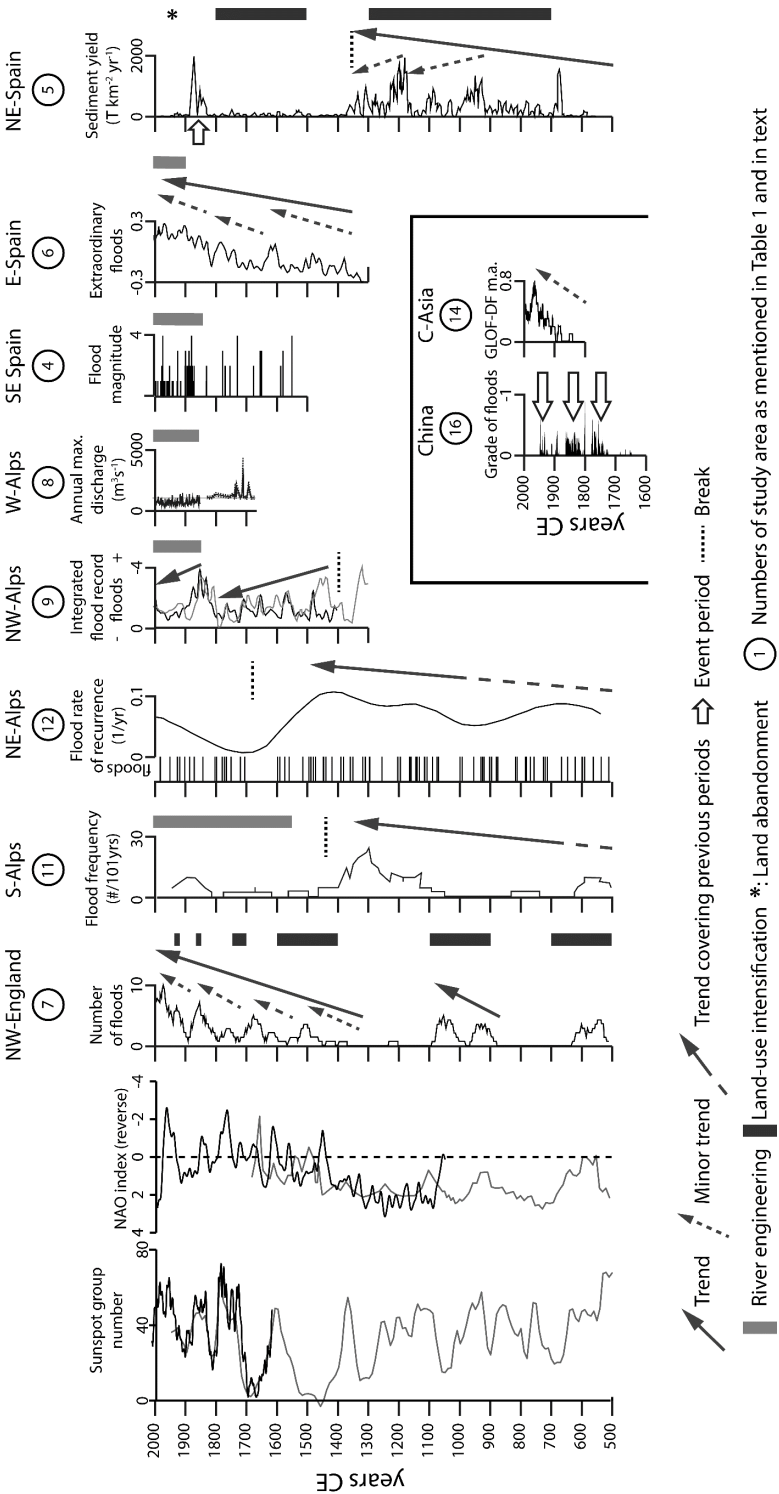 years CE
2000
1900
1800
1700
1600
1500
1400
1300
1200
1100
1000
900
800
700
600
500
Sunspot group
number
0
40
80
NAO index (reverse)
4
2
0
-2
-4
NW-England
7
Number
of floods
0
10
S-Alps
11
Flood frequency
(#/101yrs)
0
30
NE-Alps
12
Flood rate
of recurrence
(1/yr)
floods
0
0.1
NW-Alps
9
Integrated
flood record
- floods +
0
-4
W-Alps
8
Annual max.
discharge
(m³s⁻¹)
0
5000
SE Spain
4
Flood
magnitude
4
E-Spain
6
Extraordinary
floods
-0.3
0.3
NE-Spain
5
Sediment yield
(T km⁻² yr⁻¹)
0
2000
*
China
16
Grade of floods
0
-1
years CE
2000
1900
1800
1700
1600
C-Asia
14
GLOF-DF m.a.
0
0.8
Trend
Minor trend
Trend covering previous periods
Event period
Break
River engineering
Land-use intensification
*: Land abandonment
1
Numbers of study area as mentioned in Table 1 and in text